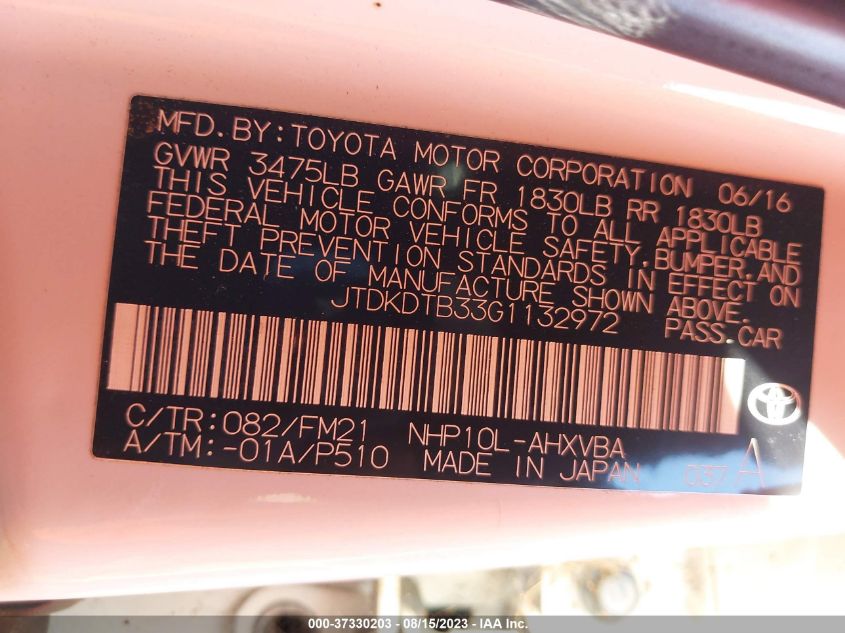 MFD.BY:TOYOTA MOTOR CORPORATION 06/16
GVWR 3475LB GAWR FR 1830LB RR 1830LB
THIS VEHICLE CONFORMS TO ALL APPLICABLE
FEDERAL MOTOR VEHICLE SAFETY,BUMPER,AND
THEFT PREVENTION STANDARDS IN EFFECT ON
THE DATE OF MANUFACTURE SHOWN ABOVE.
JTDKDTB33G1132972 PASS.CAR
C/TR:082/FM21 NHP10L-AHXVBA
A/TM:-01A/P510 MADE IN JAPAN 037 A
000-37330203 - 08/15/2023 - IAA Inc.